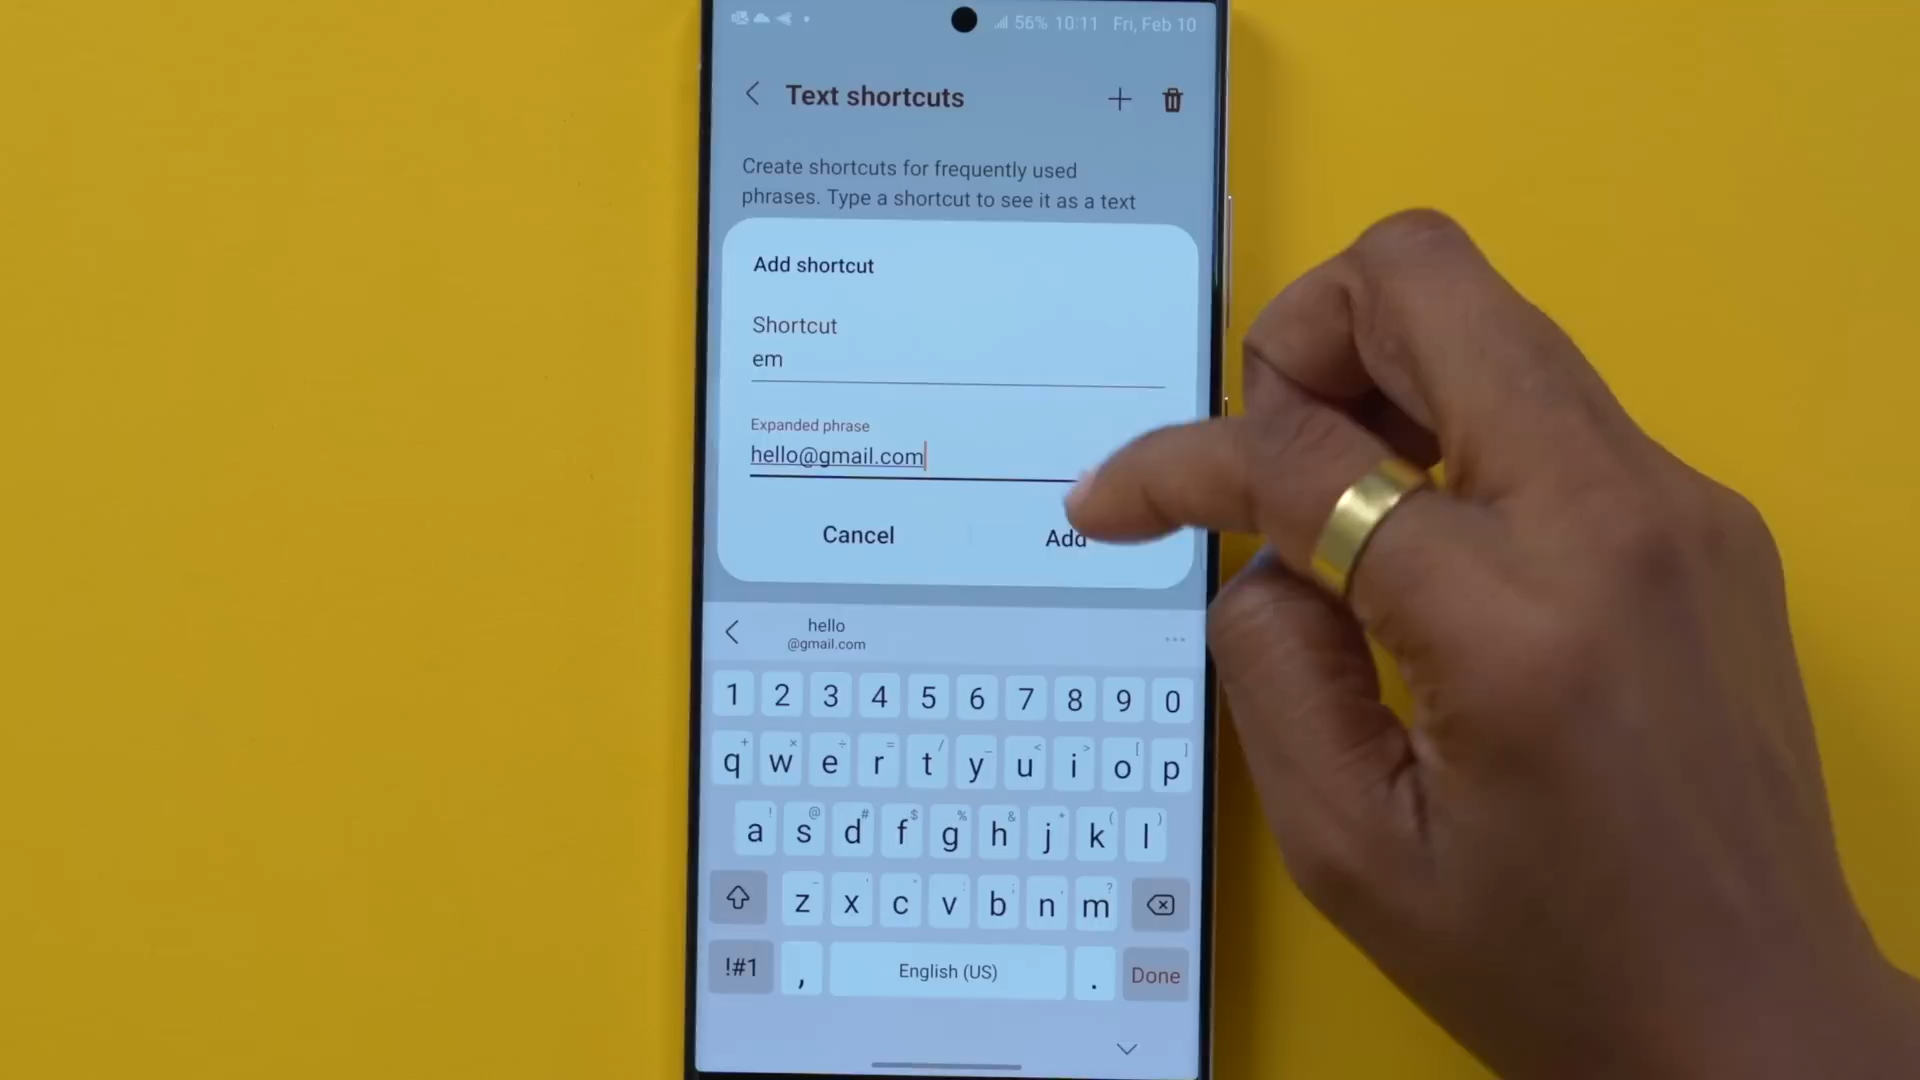 56% 10:11 Fri, Feb 10
Text shortcuts
Create shortcuts for frequently used
phrases. Type a shortcut to see it as a text
Add shortcut
Shortcut
em
Expanded phrase
hello@gmail.com
Cancel Add
hello
@gmail.com
1 2 3 4 5 6 7 8 9 0
q w e r t y u i o p
a s d f g h j k l
z x c v b n m
!#1 , English (US) . Done